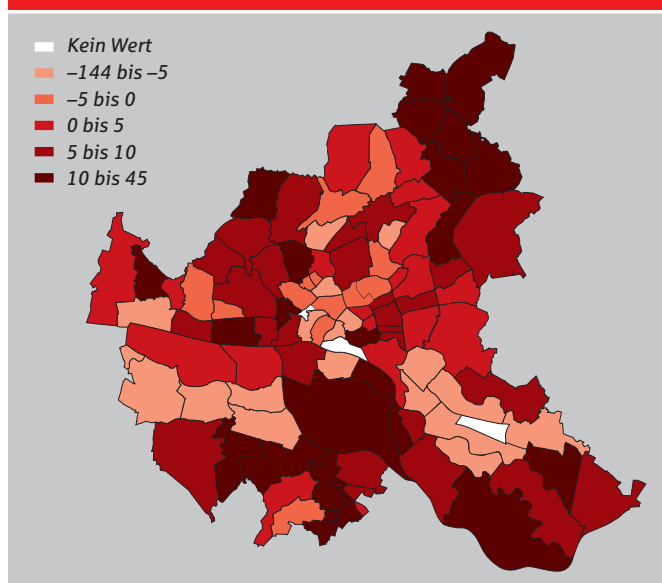 Kein Wert
–144 bis –5
–5 bis 0
0 bis 5
5 bis 10
10 bis 45